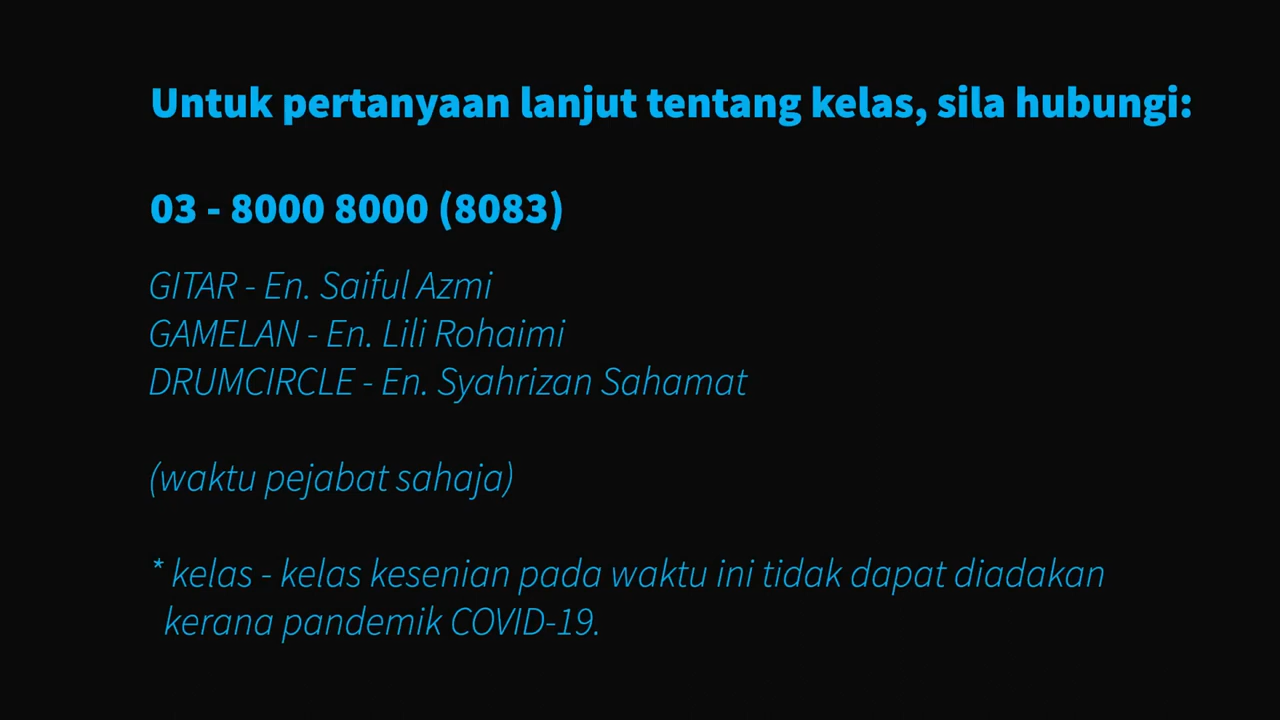 Untuk pertanyaan lanjut tentang kelas, sila hubungi:
03 - 8000 8000 (8083)
GITAR - En. Saiful Azmi
GAMELAN - En. Lili Rohaimi
DRUMCIRCLE - En. Syahrizan Sahamat
(waktu pejabat sahaja)
* kelas - kelas kesenian pada waktu ini tidak dapat diadakan
kerana pandemik COVID-19.